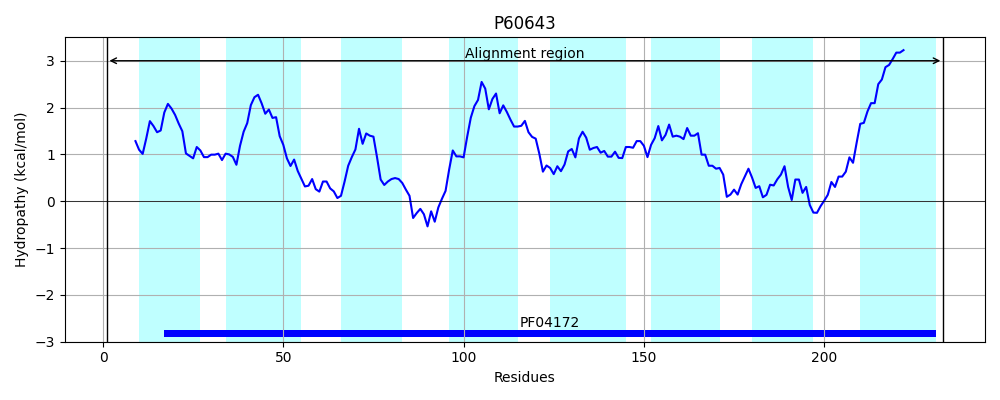 P60643
Hydropathy (kcal/mol)
3
2
1
0
−1
−2
−3
Alignment region
PF04172
0 50 100 150 200
Residues